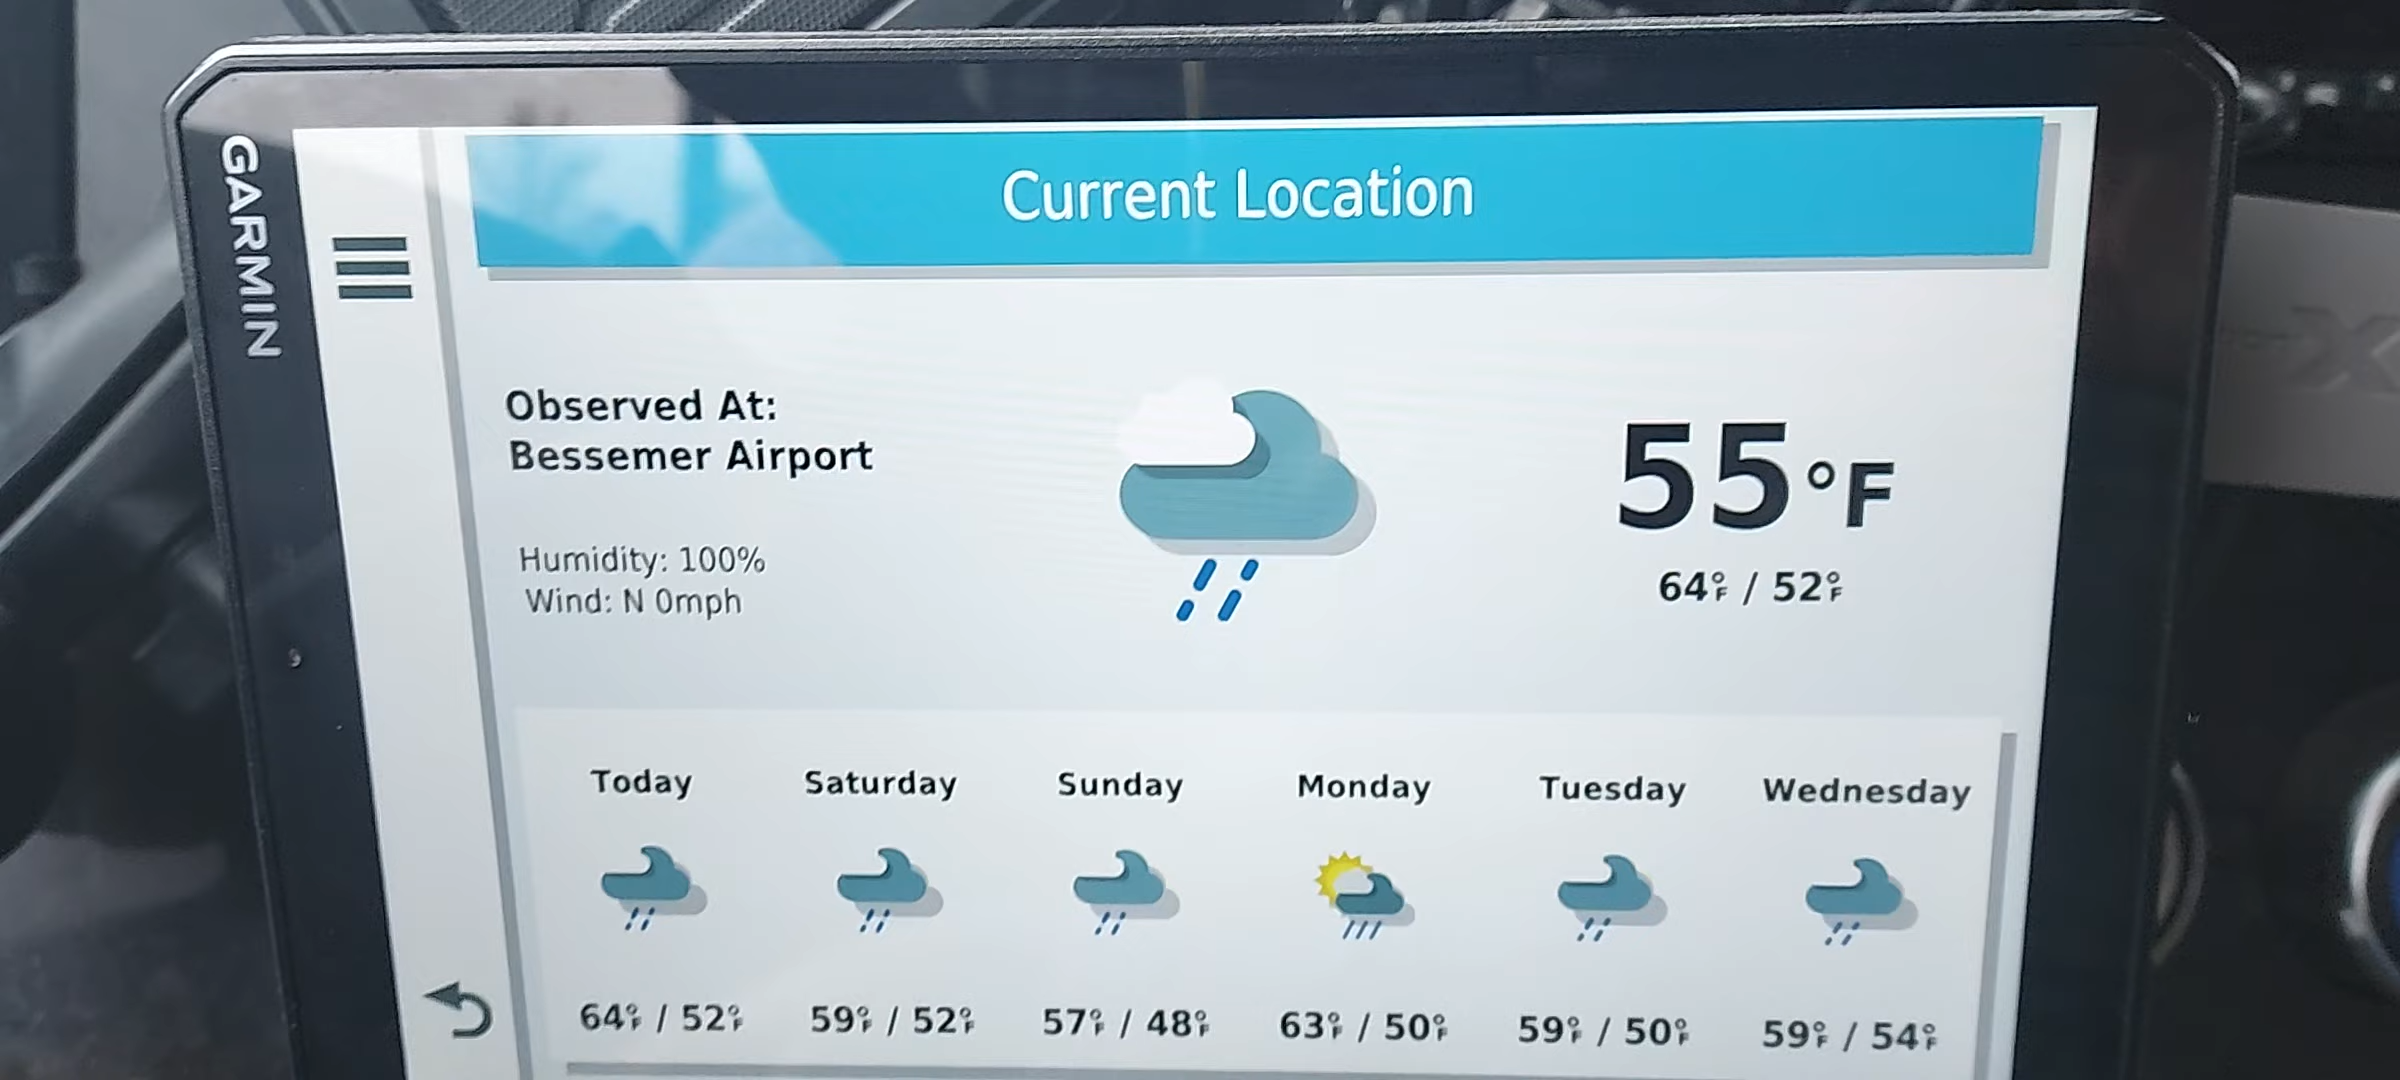 GARMIN
Current Location
Observed At:
Bessemer Airport
Humidity: 100%
Wind: N 0mph
55°F
64°F / 52°F
Today Saturday Sunday Monday Tuesday Wednesday
64°F / 52°F 59°F / 52°F 57°F / 48°F 63°F / 50°F 59°F / 50°F 59°F / 54°F
X